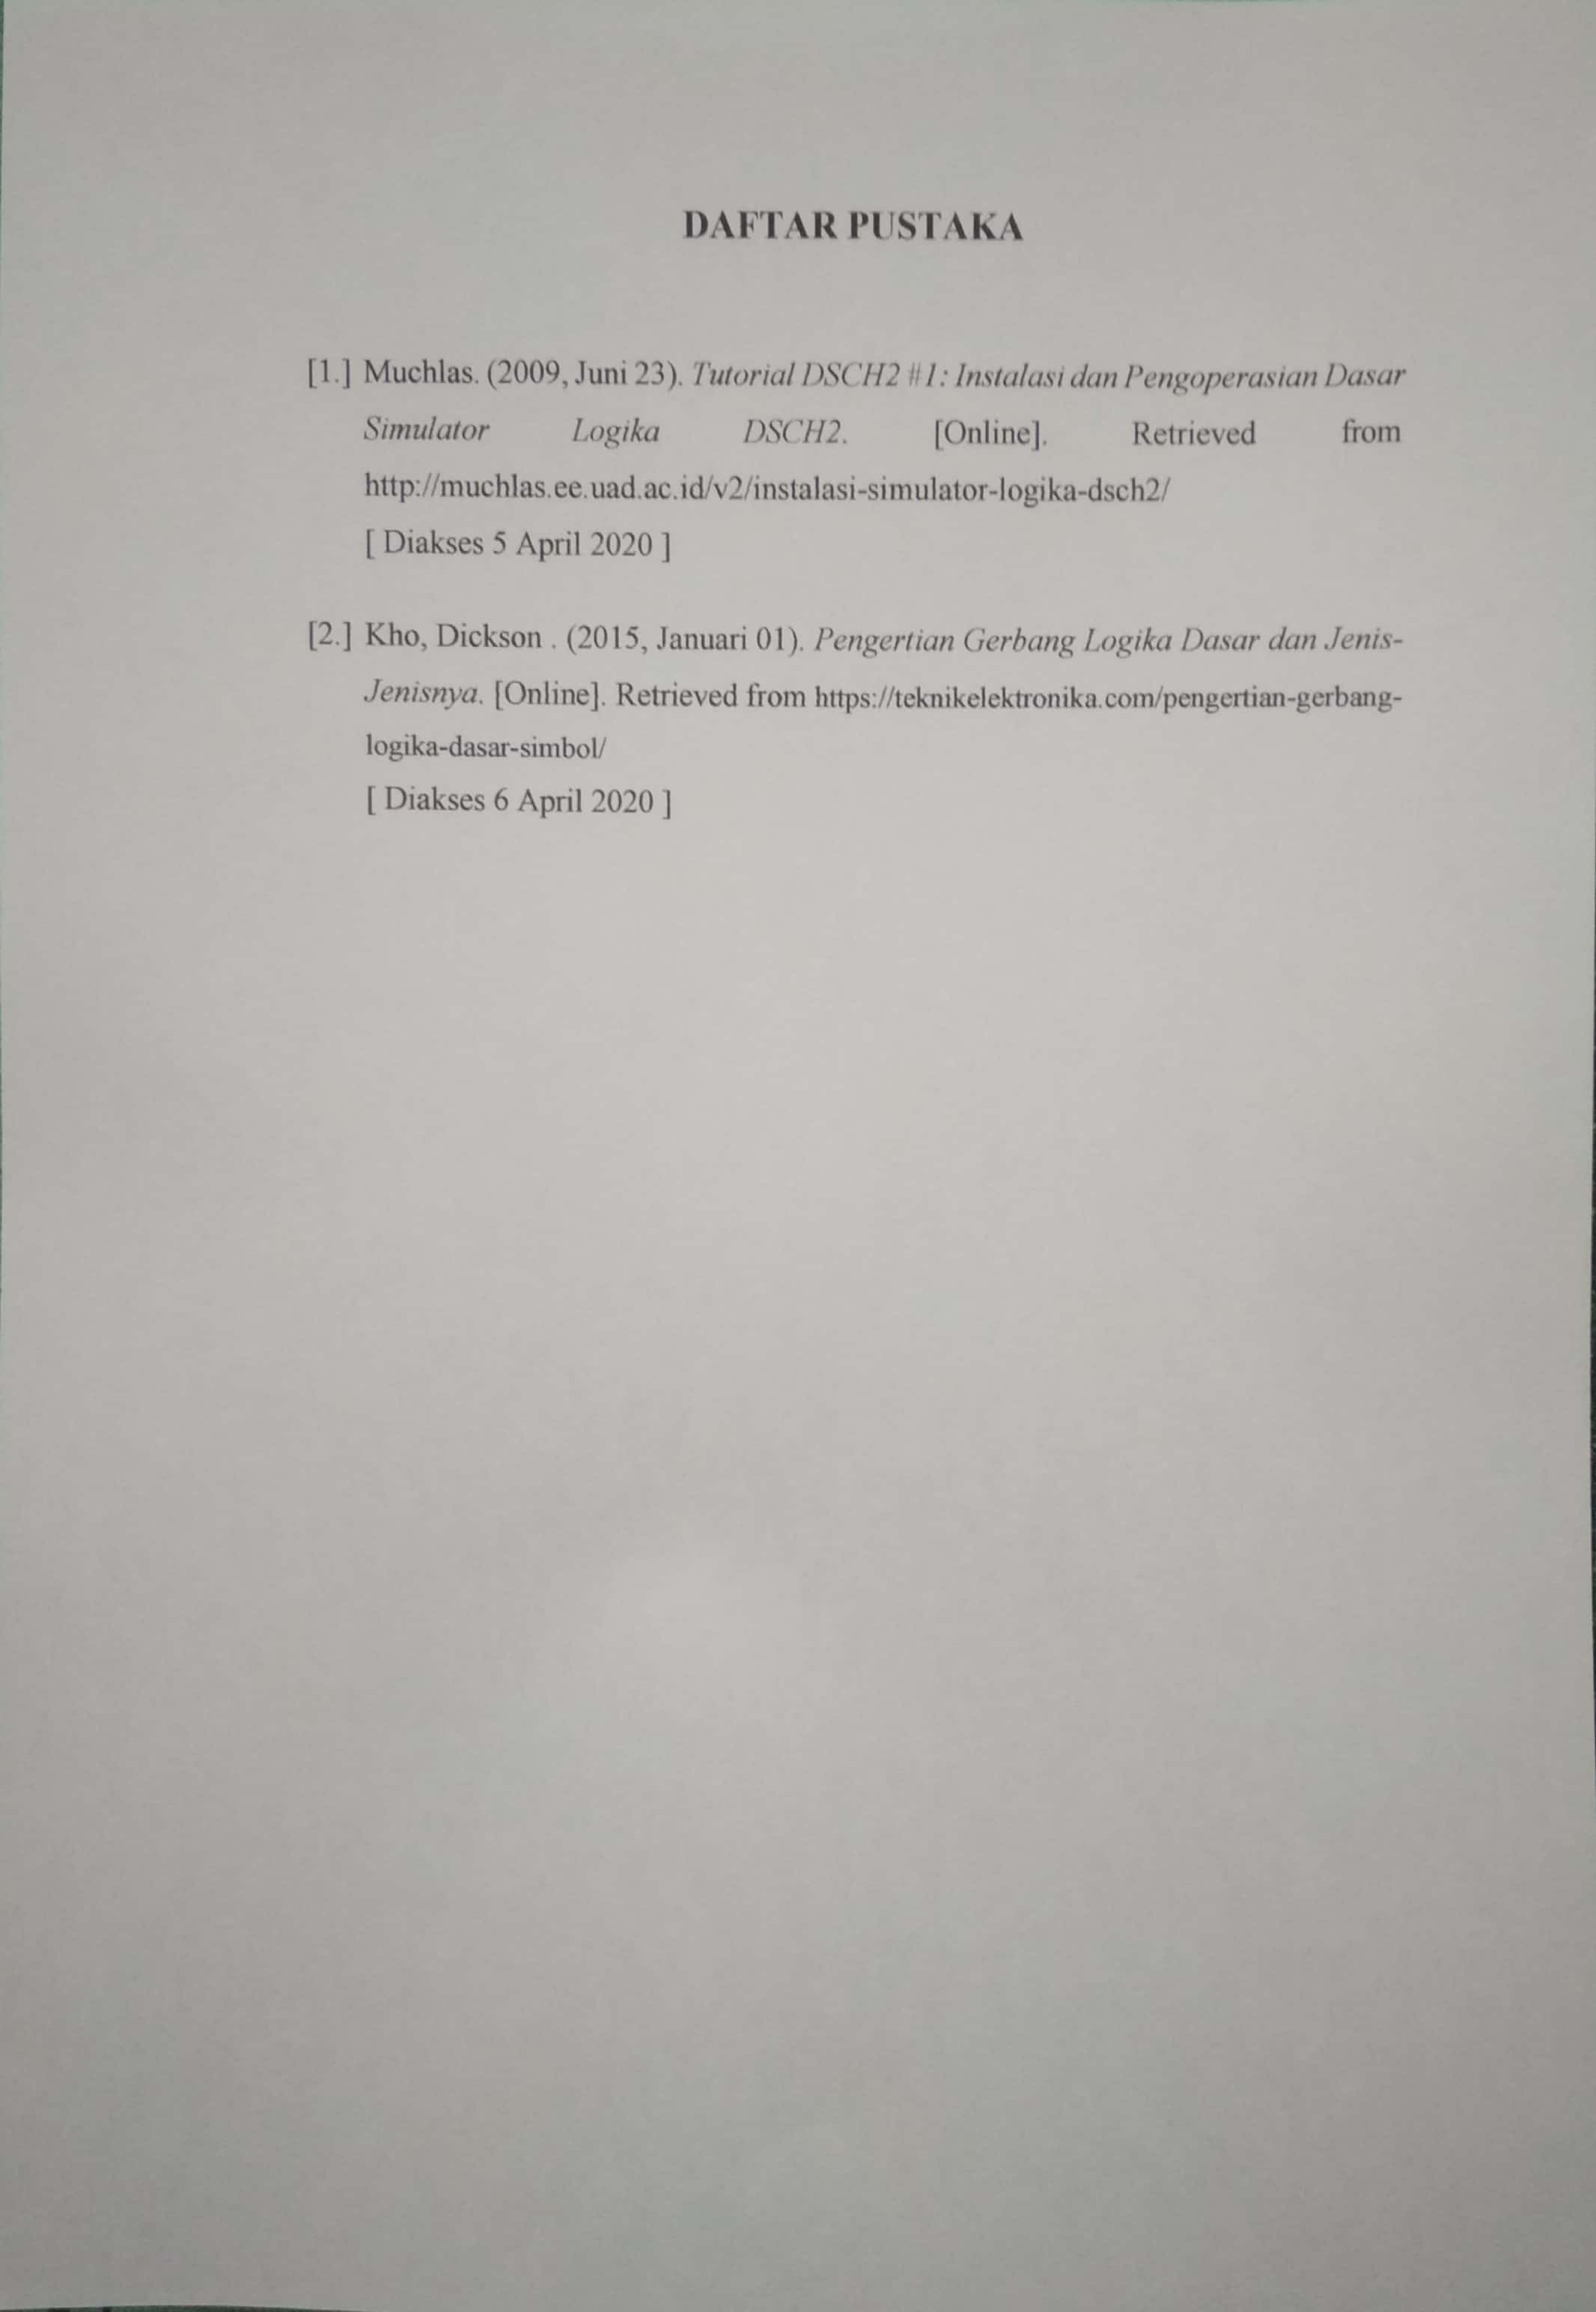 DAFTAR PUSTAKA
[1.] Muchlas. (2009, Juni 23). Tutorial DSCH2 #1: Instalasi dan Pengoperasian Dasar
Simulator Logika DSCH2. [Online]. Retrieved from
http://muchlas.ee.uad.ac.id/v2/instalasi-simulator-logika-dsch2/
[ Diakses 5 April 2020 ]
[2.] Kho, Dickson . (2015, Januari 01). Pengertian Gerbang Logika Dasar dan Jenis-
Jenisnya. [Online]. Retrieved from https://teknikelektronika.com/pengertian-gerbang-
logika-dasar-simbol/
[ Diakses 6 April 2020 ]